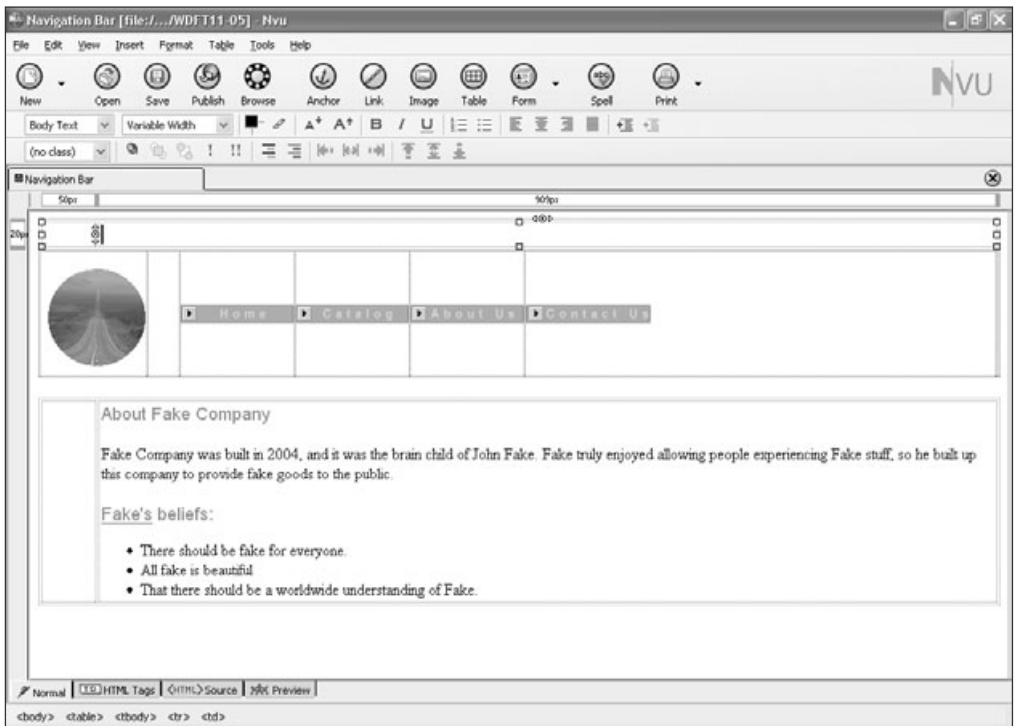 Navigation Bar [file:/.../WDFT11-05] - Nvu
File Edit View Insert Format Table Tools Help
New Open Save Publish Browse Anchor Link Image Table Form Spell Print
NVU
Body Text Variable Width
(no class)
Navigation Bar
50px 909px
20px
Home Catalog About Us Contact Us
About Fake Company
Fake Company was built in 2004, and it was the brain child of John Fake. Fake truly enjoyed allowing people experiencing Fake stuff, so he built up
this company to provide fake goods to the public.
Fake's beliefs:
• There should be fake for everyone.
• All fake is beautiful
• That there should be a worldwide understanding of Fake.
Normal HTML Tags <HTML> Source Preview
<body> <table> <tbody> <tr> <td>